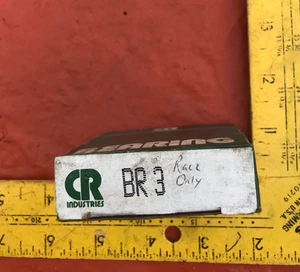 BEARING
CR
INDUSTRIES
BR 3
Race
Only